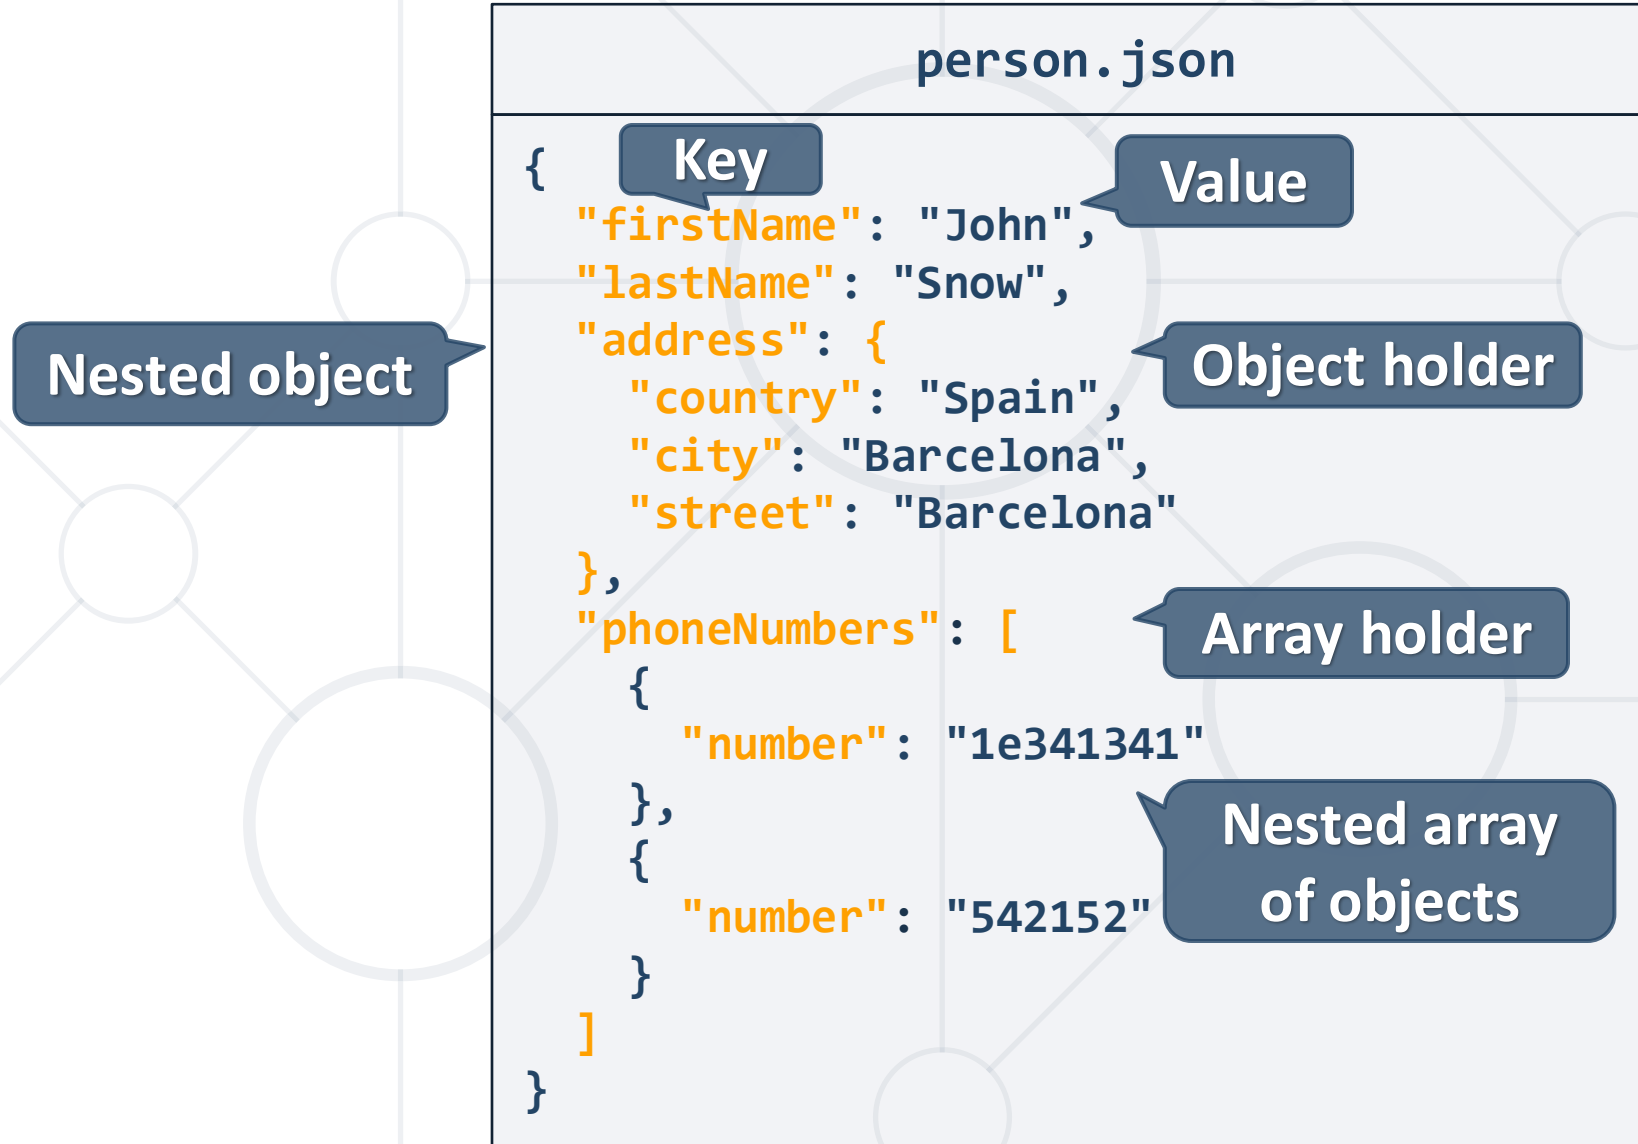 person.json
{
Key
Value
"firstName": "John",
"lastName": "Snow",
"address": {
Nested object
Object holder
"country": "Spain",
"city": "Barcelona",
"street": "Barcelona"
},
"phoneNumbers": [
Array holder
{
"number": "1e341341"
},
Nested array
of objects
{
"number": "542152"
}
]
}